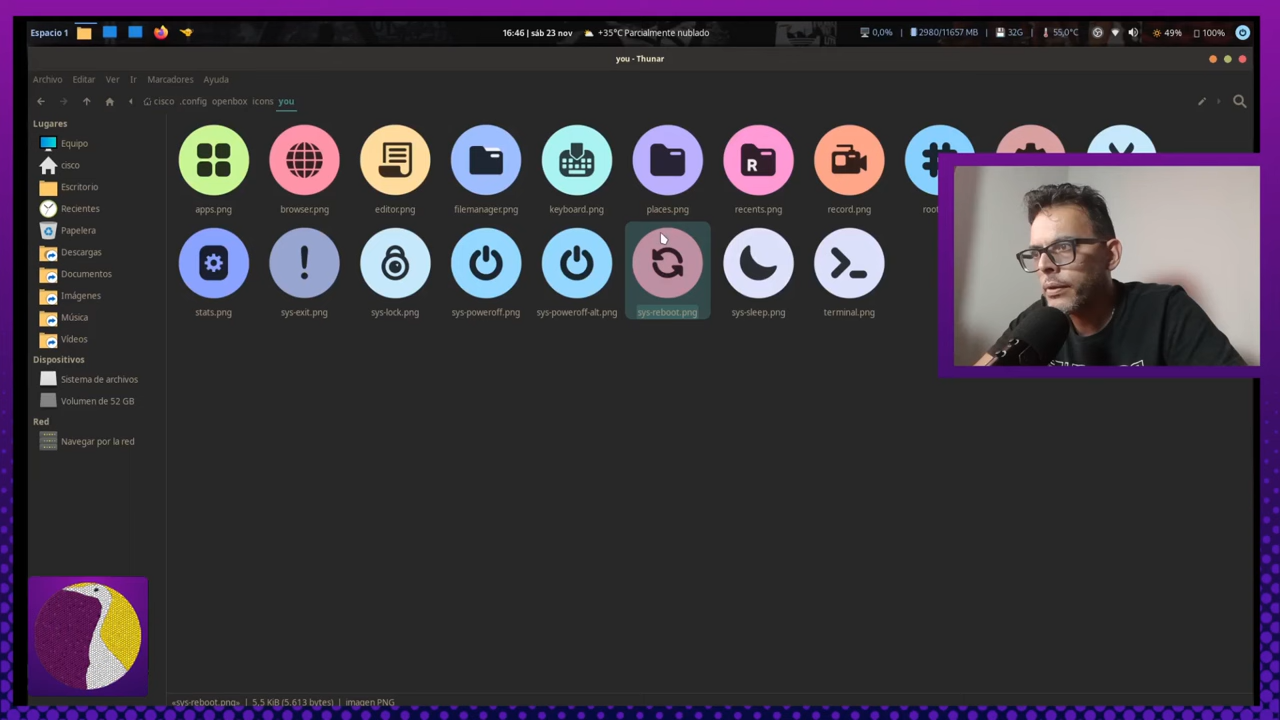 Espacio 1
16:46 | sáb 23 nov
+35°C Parcialmente nublado
0,0% | 2980/11657 MB | 32G | 55,0°C
49% | 100%
you - Thunar
Archivo Editar Ver Ir Marcadores Ayuda
cisco .config openbox icons you
Lugares
Equipo
cisco
Escritorio
Recientes
Papelera
Descargas
Documentos
Imágenes
Música
Vídeos
Dispositivos
Sistema de archivos
Volumen de 52 GB
Red
Navegar por la red
R
apps.png browser.png editor.png filemanager.png keyboard.png places.png recents.png record.png
stats.png sys-exit.png sys-lock.png sys-poweroff.png sys-poweroff-alt.png sys-reboot.png sys-sleep.png terminal.png
«sys-reboot.png» | 5,5 KiB (5.613 bytes) | imagen PNG